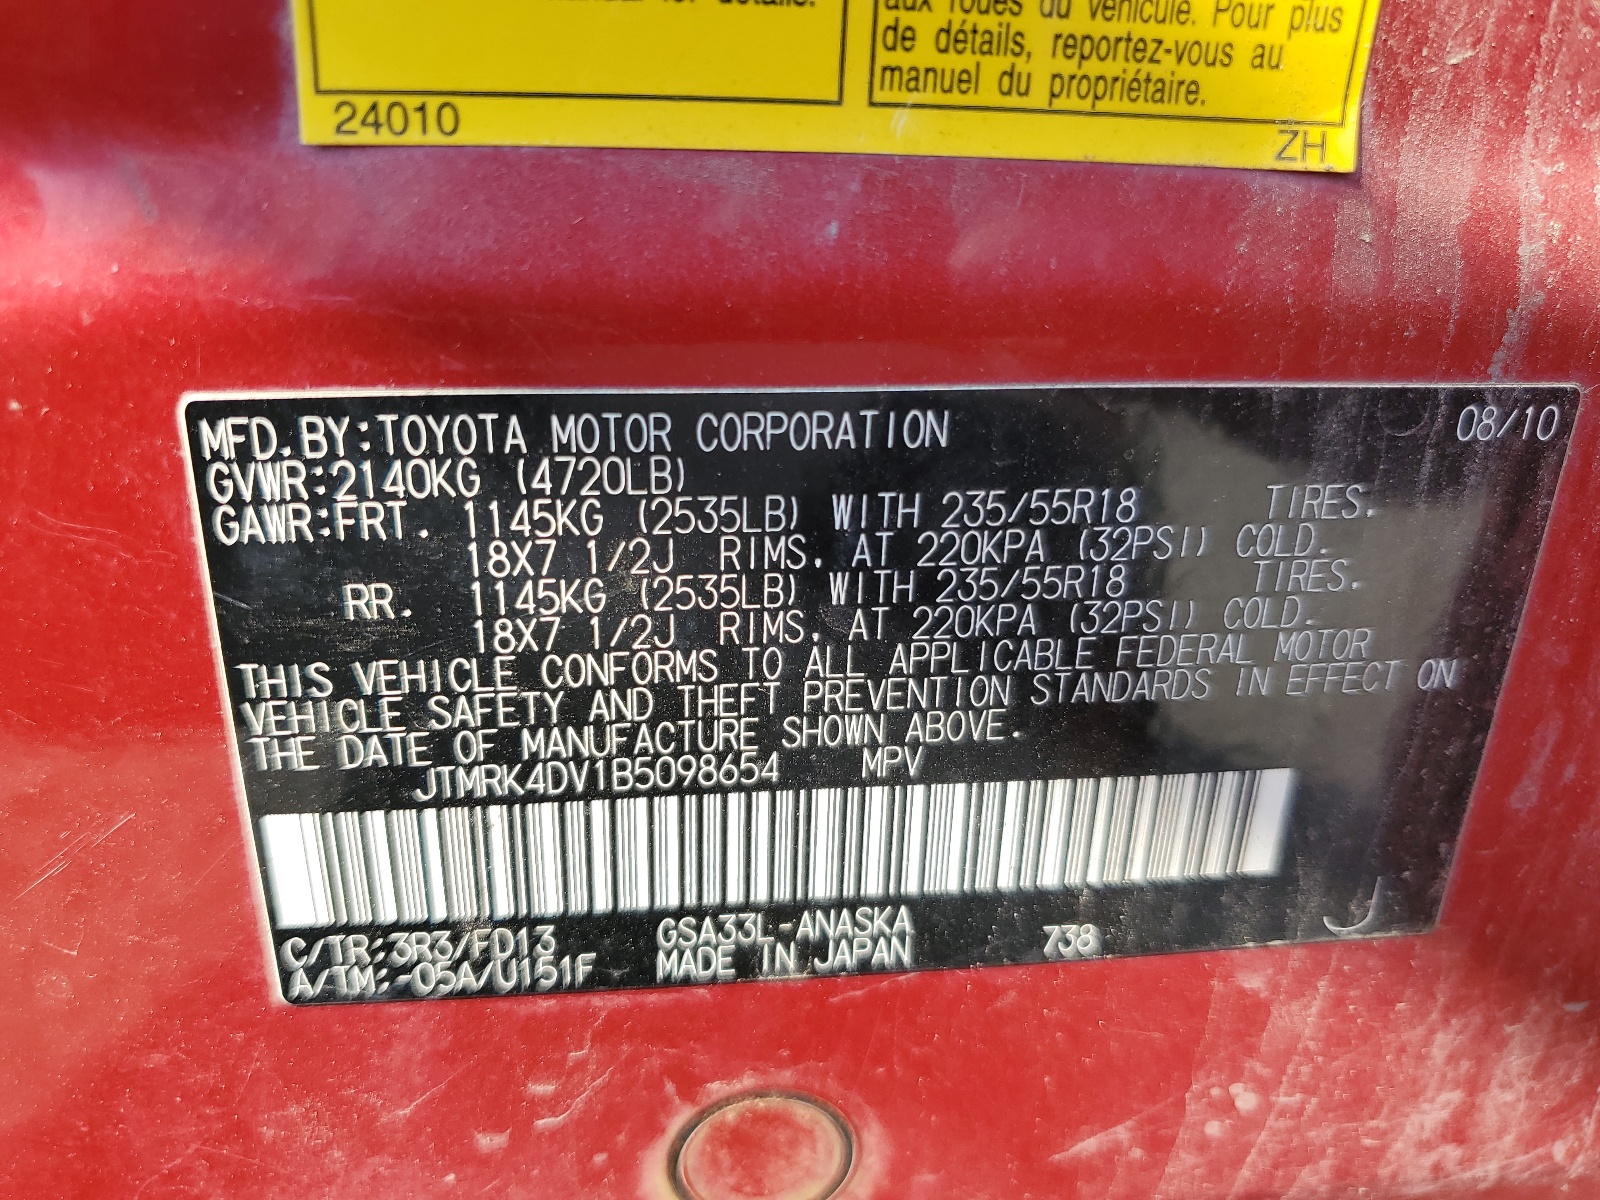 manual for details.
aux roues du véhicule. Pour plus
de détails, reportez-vous au
manuel du propriétaire.
24010
ZH
MFD.BY:TOYOTA MOTOR CORPORATION 08/10
GVWR:2140KG (4720LB)
GAWR:FRT. 1145KG (2535LB) WITH 235/55R18 TIRES.
18X7 1/2J RIMS, AT 220KPA (32PSI) COLD.
RR. 1145KG (2535LB) WITH 235/55R18 TIRES.
18X7 1/2J RIMS, AT 220KPA (32PSI) COLD.
THIS VEHICLE CONFORMS TO ALL APPLICABLE FEDERAL MOTOR
VEHICLE SAFETY AND THEFT PREVENTION STANDARDS IN EFFECT ON
THE DATE OF MANUFACTURE SHOWN ABOVE.
JTMRK4DV1B5098654 MPV
C/TR:3R3/FD13 GSA33L-ANASKA 738
A/TM:-05A/U151F MADE IN JAPAN
J